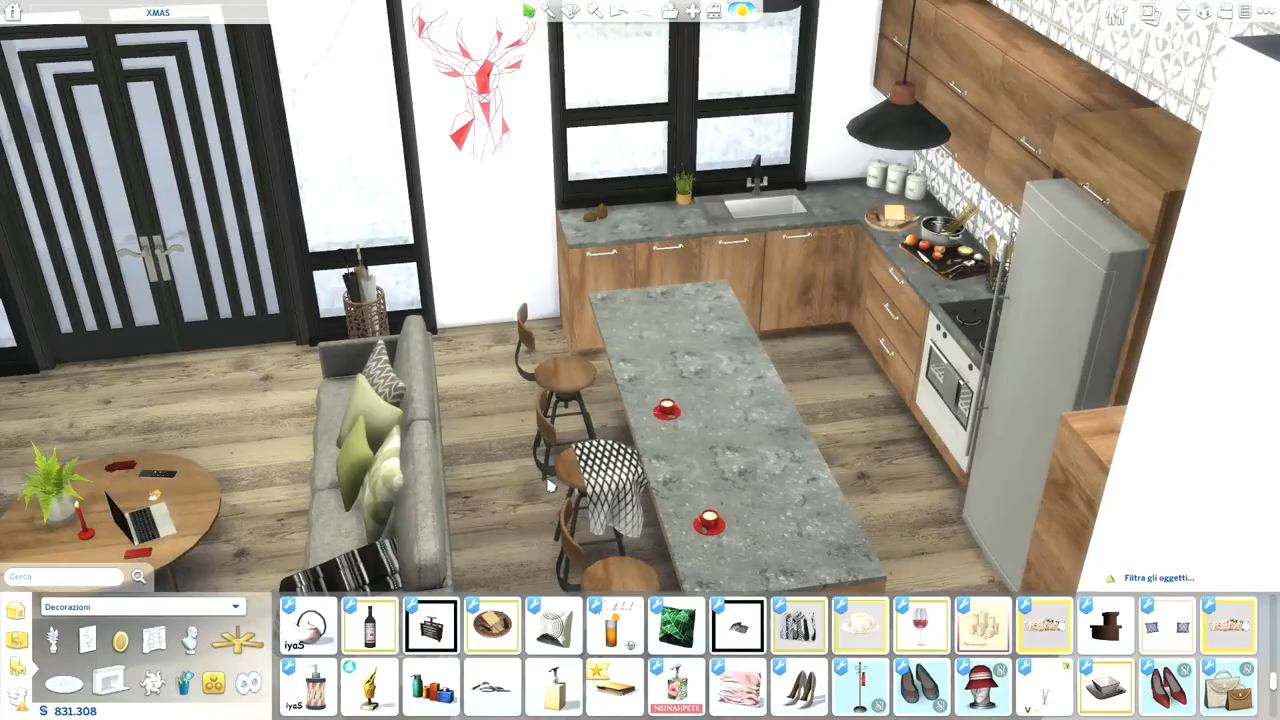 XMAS
Cerca
Filtra gli oggetti...
Decorazioni
iyaS
iyaS
NEINAHPETS
§ 831.308